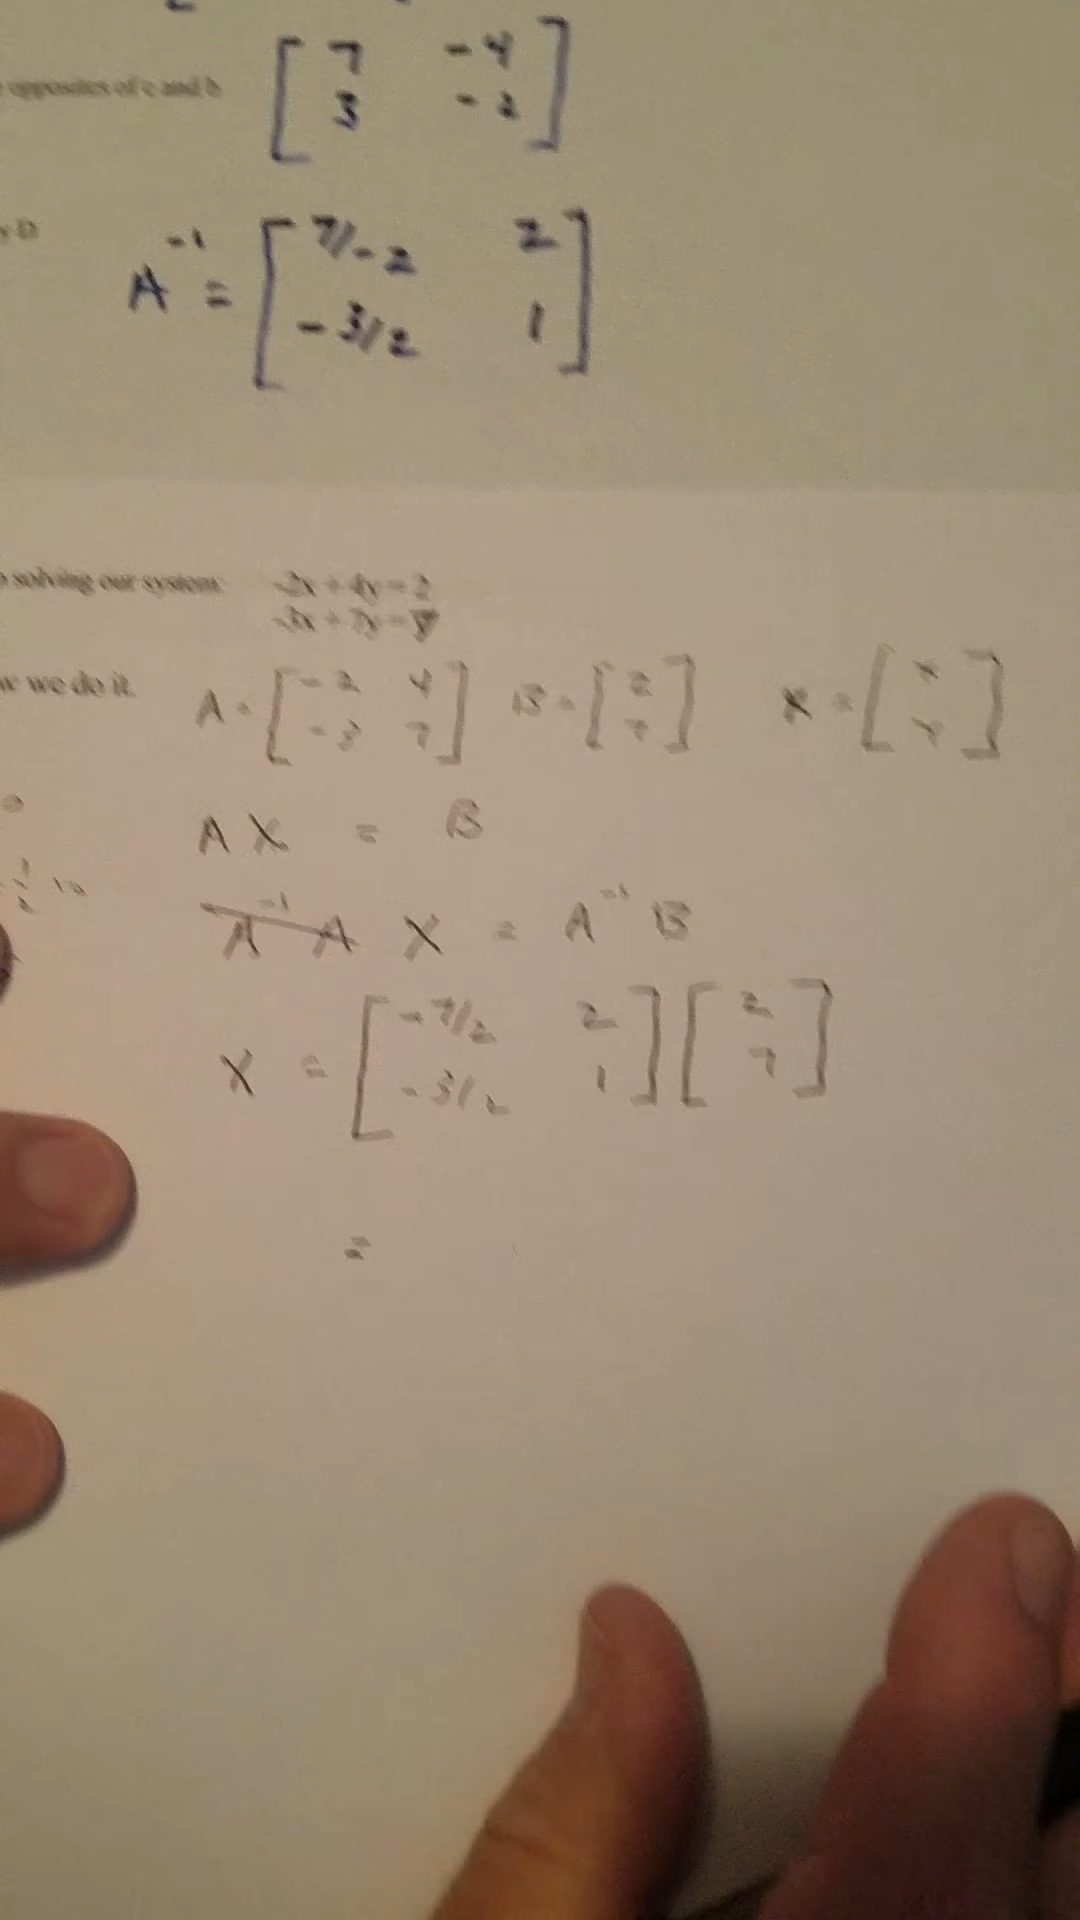 [ 7 -4 ]
opposites of c and b
[ 3 -2 ]
D
A⁻¹ = [ 7/-2 2 ]
[ -3/2 1 ]
solving our system: -2x + 4y = 2
-3x + 7y =
we do it. A = [ -2 4 ] B = [ 2 ] X = [ x ]
[ -3 7 ] [ 7 ] [ y ]
A X = B
A⁻¹ A X = A⁻¹ B
X = [ -7/2 2 ] [ 2 ]
[ -3/2 1 ] [ 7 ]
=